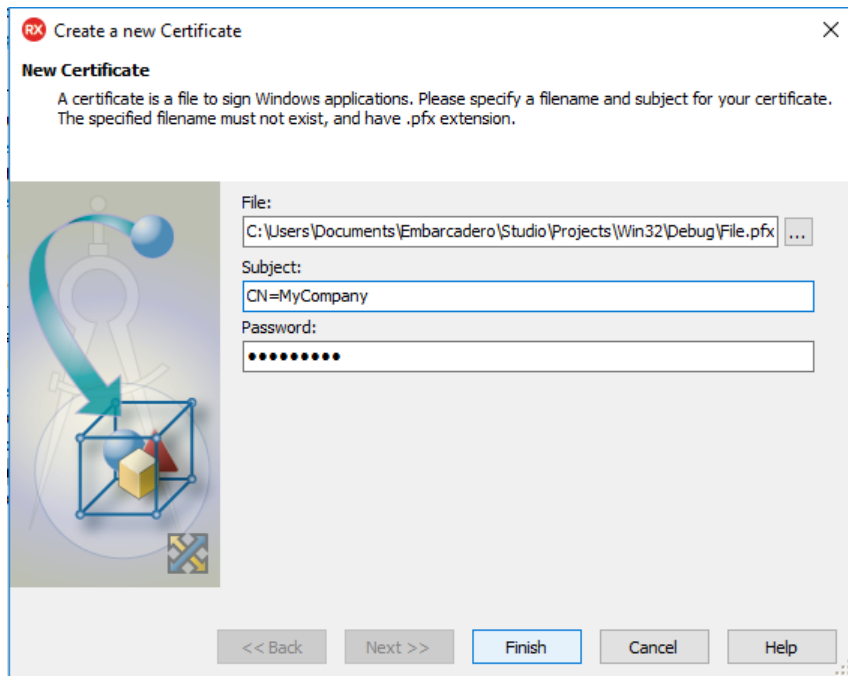 RX Create a new Certificate
New Certificate
A certificate is a file to sign Windows applications. Please specify a filename and subject for your certificate.
The specified filename must not exist, and have .pfx extension.
File:
C:\Users\Documents\Embarcadero\Studio\Projects\Win32\Debug\File.pfx ...
Subject:
CN=MyCompany
Password:
•••••••••
<< Back Next >> Finish Cancel Help